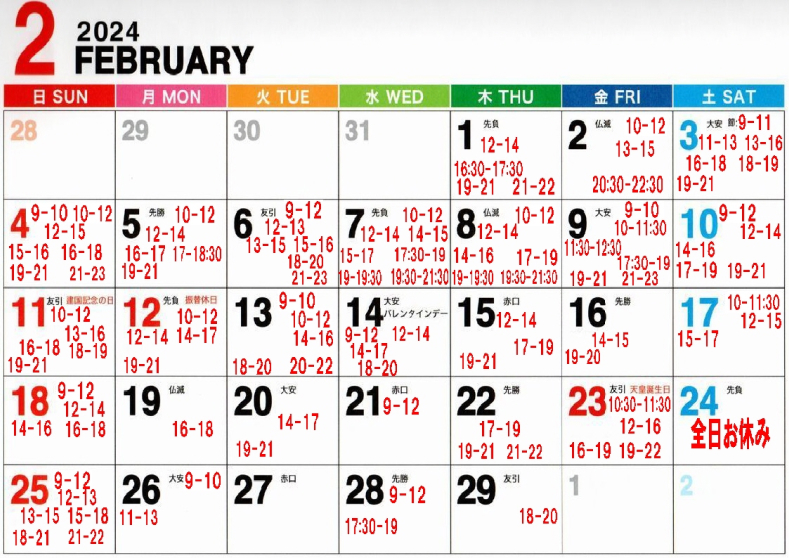 2 2024
FEBRUARY
日 SUN 月 MON 火 TUE 水 WED 木 THU 金 FRI 土 SAT
28
29
30
31
1 先負
12-14
16:30-17:30
19-21 21-22
2 仏滅 10-12
13-15
20:30-22:30
3 大安 節 9-11
11-13 13-16
16-18 18-19
19-21
4 9-10 10-12
12-15
15-16 16-18
19-21 21-23
5 先勝 10-12
12-14
16-17 17-18:30
19-21
6 友引 9-12
12-13
13-15 15-16
18-20
21-23
7 先負 10-12
12-14 14-15
15-17 17:30-19
19-19:30 19:30-21:30
8 仏滅 10-12
12-14
14-16 17-19
19-19:30 19:30-21:30
9 大安 9-10
10-11:30
11:30-12:30
17:30-19
19-21 21-23
10 9-12
12-14
14-16
17-19 19-21
11 友引 建国記念の日
10-12
13-16
16-18 18-19
19-21
12 先負 振替休日
10-12
12-14 14-17
19-21
13 9-10
10-12
14-16
18-20 20-22
14 大安
バレンタインデー
9-12 12-14
14-17
18-20
15 赤口
12-14
17-19
19-21
16 先勝
14-15
19-20
17 10-11:30
12-15
15-17
18 9-12
12-14
14-16 16-18
19 仏滅
16-18
20 大安
14-17
19-21
21 赤口
9-12
22 先勝
17-19
19-21 21-22
23 友引 天皇誕生日
10:30-11:30
12-16
16-19 19-22
24 先負
全日お休み
25 9-12
12-13
13-15 15-18
18-21 21-22
26 大安 9-10
11-13
27 赤口
28 先勝
9-12
17:30-19
29 友引
18-20
1
2